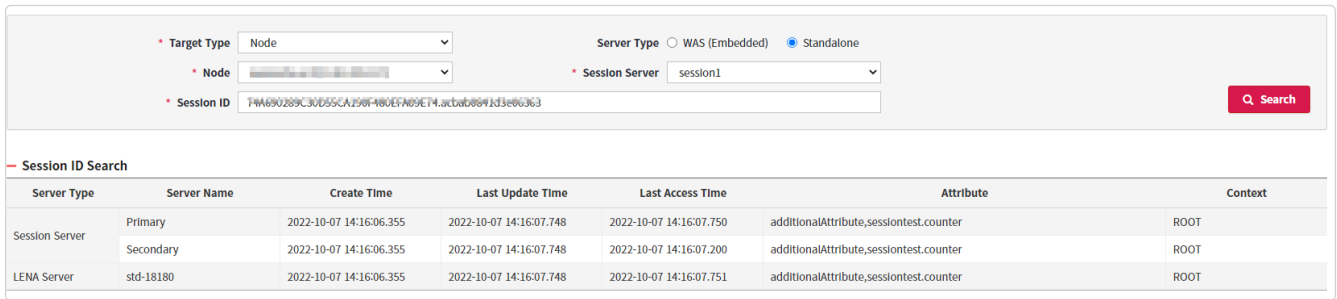 * Target Type Node Server Type WAS (Embedded) Standalone
* Node * Session Server session1
* Session ID
Search
Session ID Search
Server Type Server Name Create Time Last Update Time Last Access Time Attribute Context
Session Server Primary 2022-10-07 14:16:06.355 2022-10-07 14:16:07.748 2022-10-07 14:16:07.750 additionalAttribute,sessiontest.counter ROOT
Secondary 2022-10-07 14:16:06.355 2022-10-07 14:16:07.748 2022-10-07 14:16:07.200 additionalAttribute,sessiontest.counter ROOT
LENA Server std-18180 2022-10-07 14:16:06.355 2022-10-07 14:16:07.748 2022-10-07 14:16:07.751 additionalAttribute,sessiontest.counter ROOT